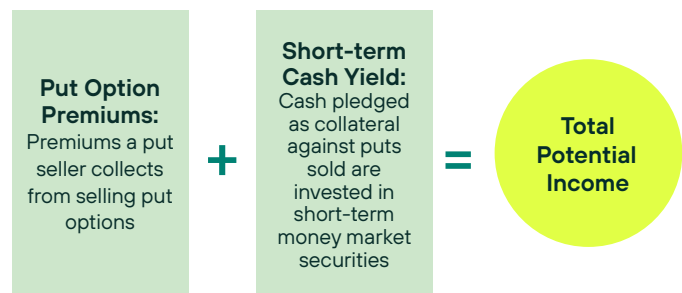 Put Option
Premiums:
Premiums a put
seller collects
from selling put
options
+
Short-term
Cash Yield:
Cash pledged
as collateral
against puts
sold are
invested in
short-term
money market
securities
=
Total
Potential
Income